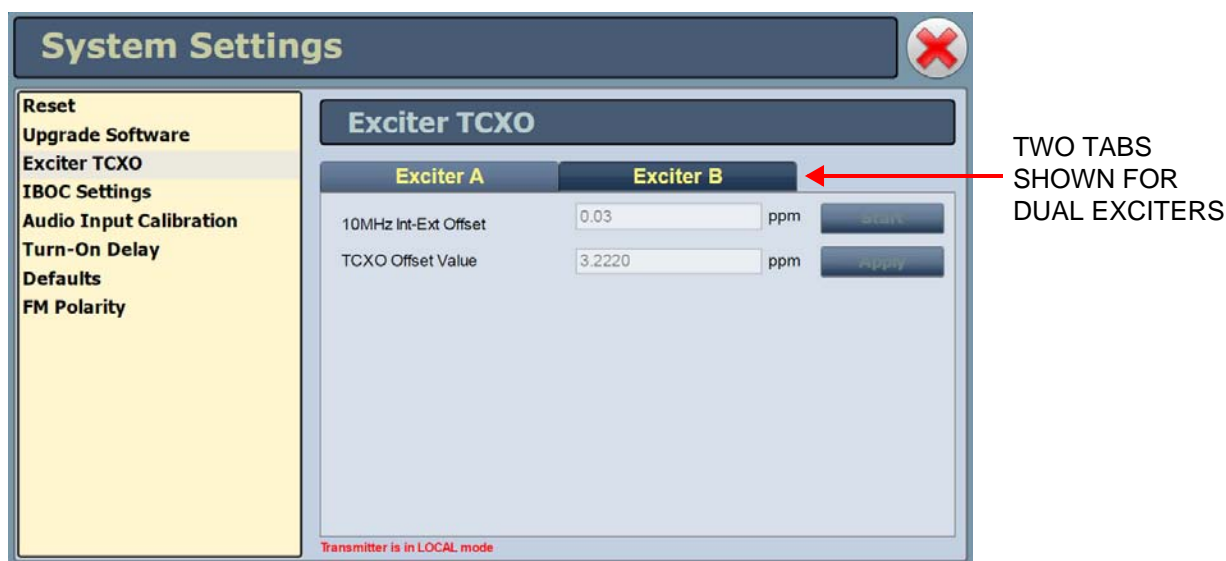 System Settings
Reset
Upgrade Software
Exciter TCXO
IBOC Settings
Audio Input Calibration
Turn-On Delay
Defaults
FM Polarity
Exciter TCXO
Exciter A
Exciter B
10MHz Int-Ext Offset
0.03
ppm
Start
TCXO Offset Value
3.2220
ppm
Apply
Transmitter is in LOCAL mode
TWO TABS
SHOWN FOR
DUAL EXCITERS